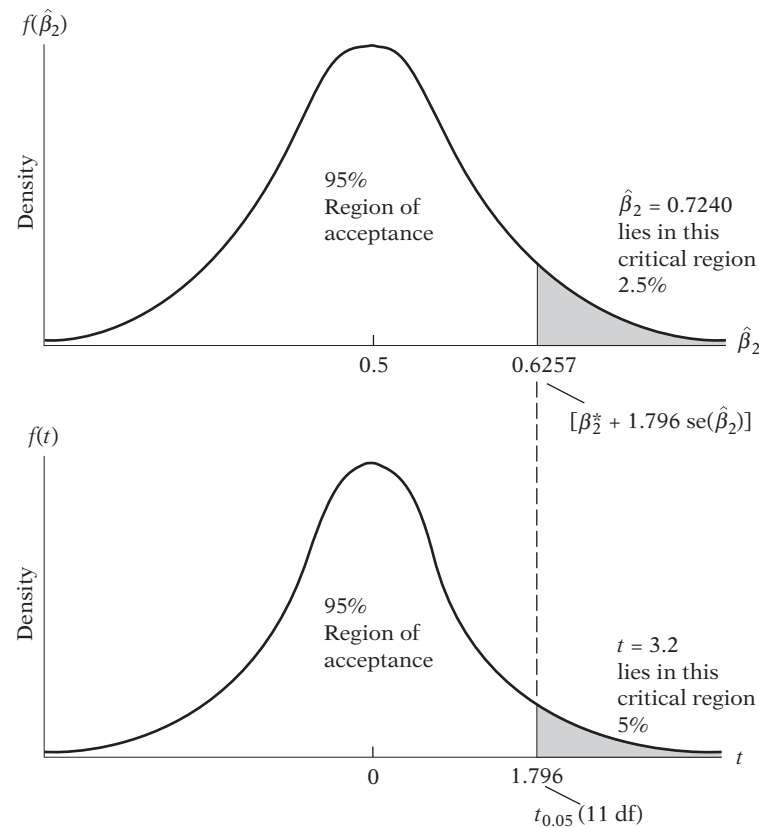 f(β̂₂)
Density
95%
Region of
acceptance
β̂₂ = 0.7240
lies in this
critical region
2.5%
β̂₂
0.5
0.6257
[β₂* + 1.796 se(β̂₂)]
f(t)
Density
95%
Region of
acceptance
t = 3.2
lies in this
critical region
5%
t
0
1.796
t₀.₀₅ (11 df)